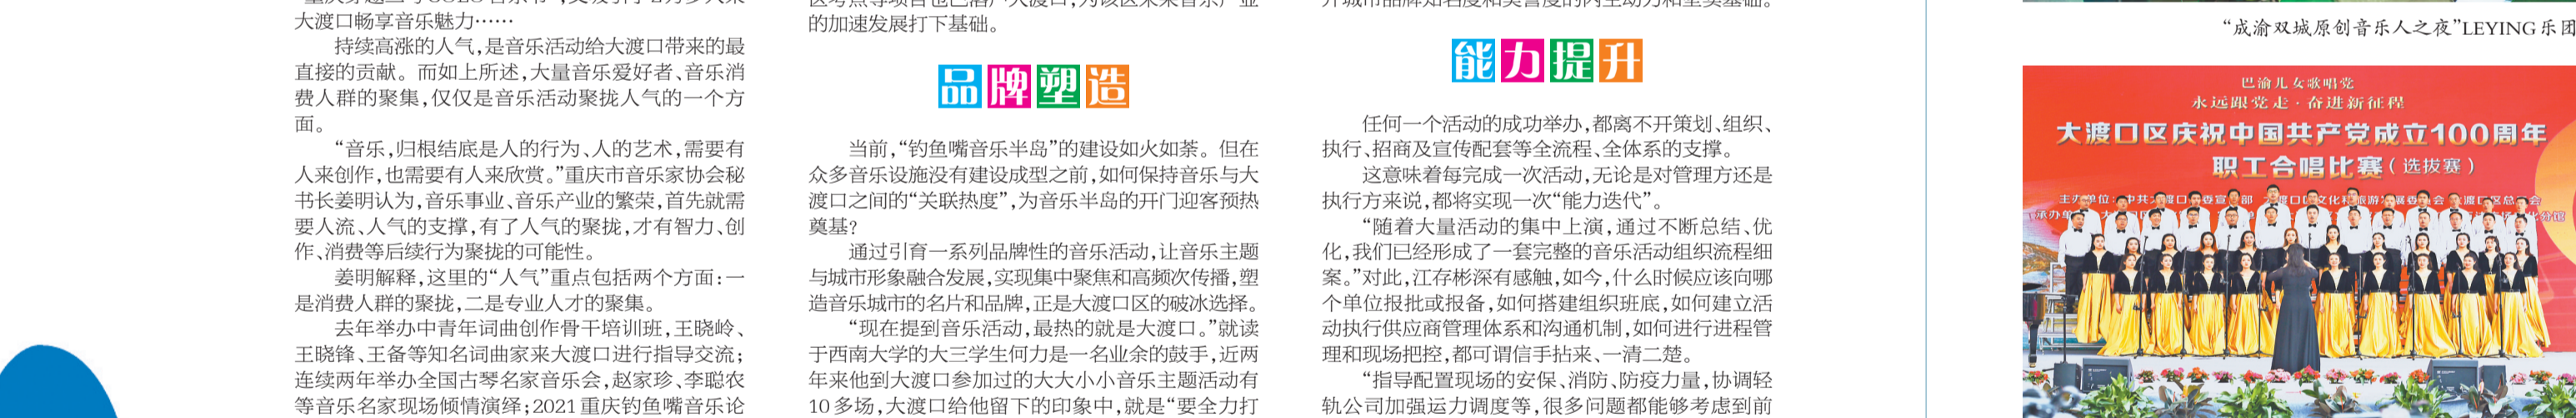 大渡口畅享音乐魅力……
持续高涨的人气,是音乐活动给大渡口带来的最
直接的贡献。而如上所述,大量音乐爱好者、音乐消
费人群的聚集,仅仅是音乐活动聚拢人气的一个方
面。
“音乐,归根结底是人的行为、人的艺术,需要有
人来创作,也需要有人来欣赏。”重庆市音乐家协会秘
书长姜明认为,音乐事业、音乐产业的繁荣,首先就需
要人流、人气的支撑,有了人气的聚拢,才有智力、创
作、消费等后续行为聚拢的可能性。
姜明解释,这里的“人气”重点包括两个方面:一
是消费人群的聚拢,二是专业人才的聚集。
去年举办中青年词曲创作骨干培训班,王晓岭、
王晓锋、王备等知名词曲家来大渡口进行指导交流;
连续两年举办全国古琴名家音乐会,赵家珍、李聪农
等音乐名家现场倾情演绎;2021重庆钓鱼嘴音乐论
的加速发展打下基础。
品牌塑造
当前,“钓鱼嘴音乐半岛”的建设如火如荼。但在
众多音乐设施没有建设成型之前,如何保持音乐与大
渡口之间的“关联热度”,为音乐半岛的开门迎客预热
奠基?
通过引育一系列品牌性的音乐活动,让音乐主题
与城市形象融合发展,实现集中聚焦和高频次传播,塑
造音乐城市的名片和品牌,正是大渡口区的破冰选择。
“现在提到音乐活动,最热的就是大渡口。”就读
于西南大学的大三学生何力是一名业余的鼓手,近两
年来他到大渡口参加过的大大小小音乐主题活动有
10多场,大渡口给他留下的印象中,就是“要全力打
升城市品牌知名度和美誉度的内生动力和坚实基础。
能力提升
任何一个活动的成功举办,都离不开策划、组织、
执行、招商及宣传配套等全流程、全体系的支撑。
这意味着每完成一次活动,无论是对管理方还是
执行方来说,都将实现一次“能力迭代”。
“随着大量活动的集中上演,通过不断总结、优
化,我们已经形成了一套完整的音乐活动组织流程细
案。”对此,江存彬深有感触,如今,什么时候应该向哪
个单位报批或报备,如何搭建组织班底,如何建立活
动执行供应商管理体系和沟通机制,如何进行进程管
理和现场把控,都可谓信手拈来、一清二楚。
“指导配置现场的安保、消防、防疫力量,协调轻
轨公司加强运力调度等,很多问题都能够考虑到前
“成渝双城原创音乐人之夜”LEYING乐团
巴渝儿女歌唱党
永远跟党走·奋进新征程
大渡口区庆祝中国共产党成立100周年
职工合唱比赛(选拔赛)